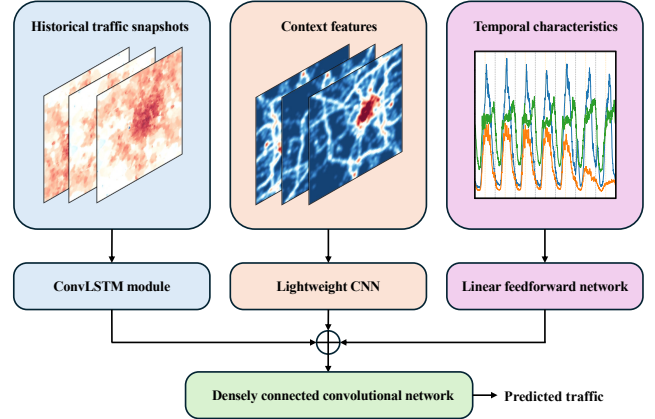 Historical traffic snapshots
Context features
Temporal characteristics
ConvLSTM module
Lightweight CNN
Linear feedforward network
Densely connected convolutional network
Predicted traffic